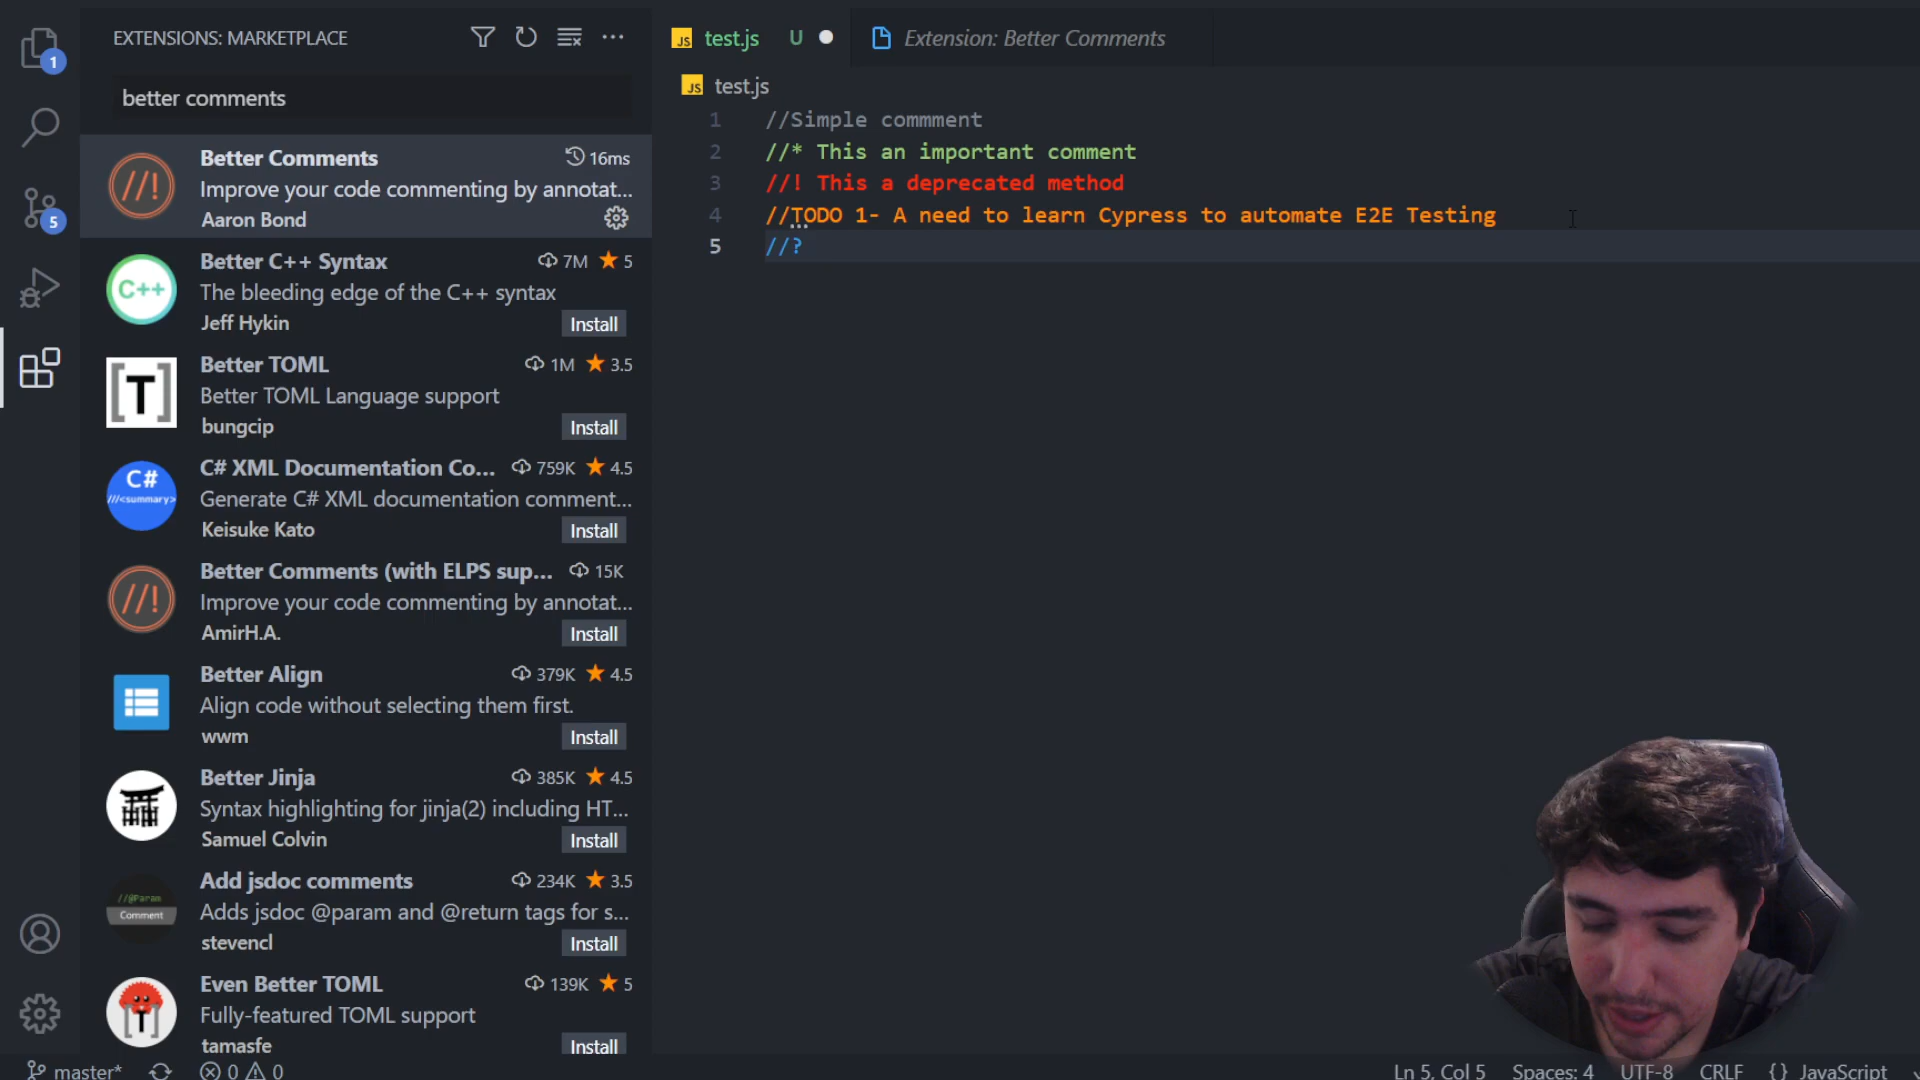 EXTENSIONS: MARKETPLACE
better comments
1
5
Better Comments 16ms
Improve your code commenting by annotat...
Aaron Bond
//!
Better C++ Syntax 7M 5
The bleeding edge of the C++ syntax
Jeff Hykin Install
C++
Better TOML 1M 3.5
Better TOML Language support
bungcip Install
[T]
C# XML Documentation Co... 759K 4.5
Generate C# XML documentation comment...
Keisuke Kato Install
C#
///<summary>
Better Comments (with ELPS sup... 15K
Improve your code commenting by annotat...
AmirH.A. Install
//!
Better Align 379K 4.5
Align code without selecting them first.
wwm Install
Better Jinja 385K 4.5
Syntax highlighting for jinja(2) including HT...
Samuel Colvin Install
Add jsdoc comments 234K 3.5
Adds jsdoc @param and @return tags for s...
stevencl Install
//@Param
Comment
Even Better TOML 139K 5
Fully-featured TOML support
tamasfe Install
[T]
JS test.js U Extension: Better Comments
JS test.js
1 //Simple commment
2 //* This an important comment
3 //! This a deprecated method
4 //TODO 1- A need to learn Cypress to automate E2E Testing
5 //?
master* 0 0 Ln 5, Col 5 Spaces: 4 UTF-8 CRLF {} JavaScript